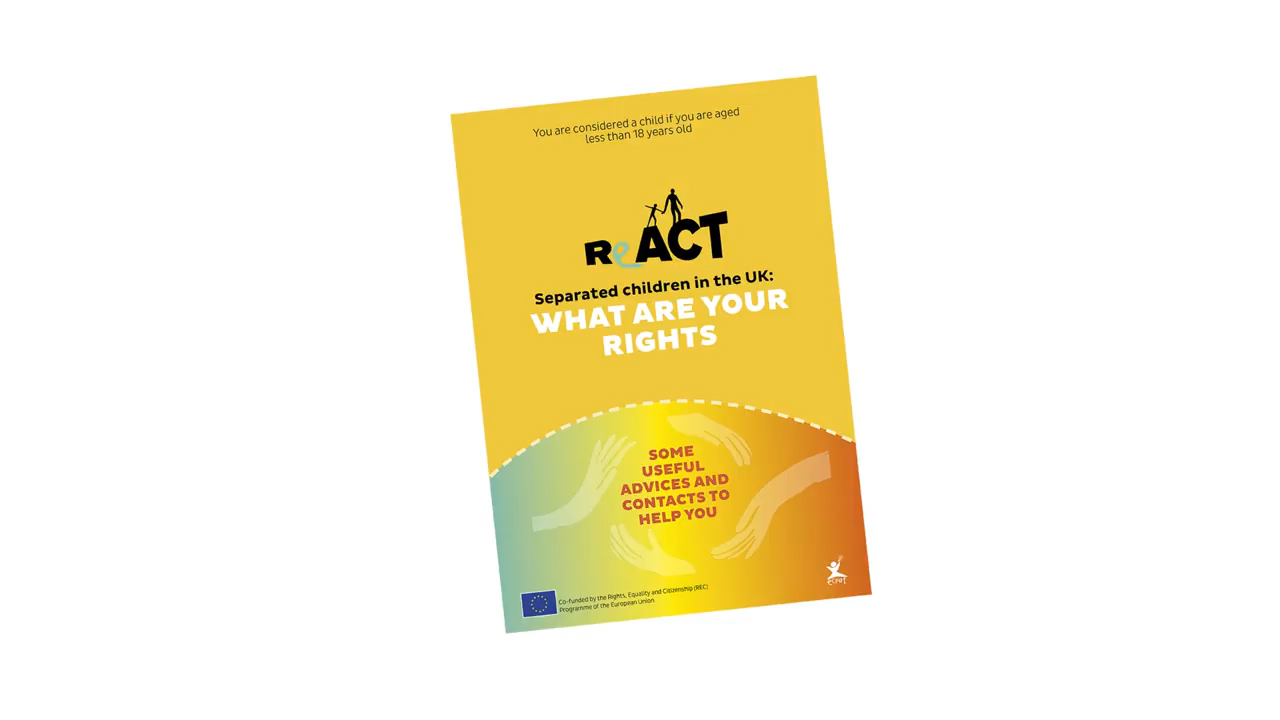 You are considered a child if you are aged
less than 18 years old
ReACT
Separated children in the UK:
WHAT ARE YOUR
RIGHTS
SOME
USEFUL
ADVICES AND
CONTACTS TO
HELP YOU
Co-funded by the Rights, Equality and Citizenship (REC)
Programme of the European Union
ECPAT